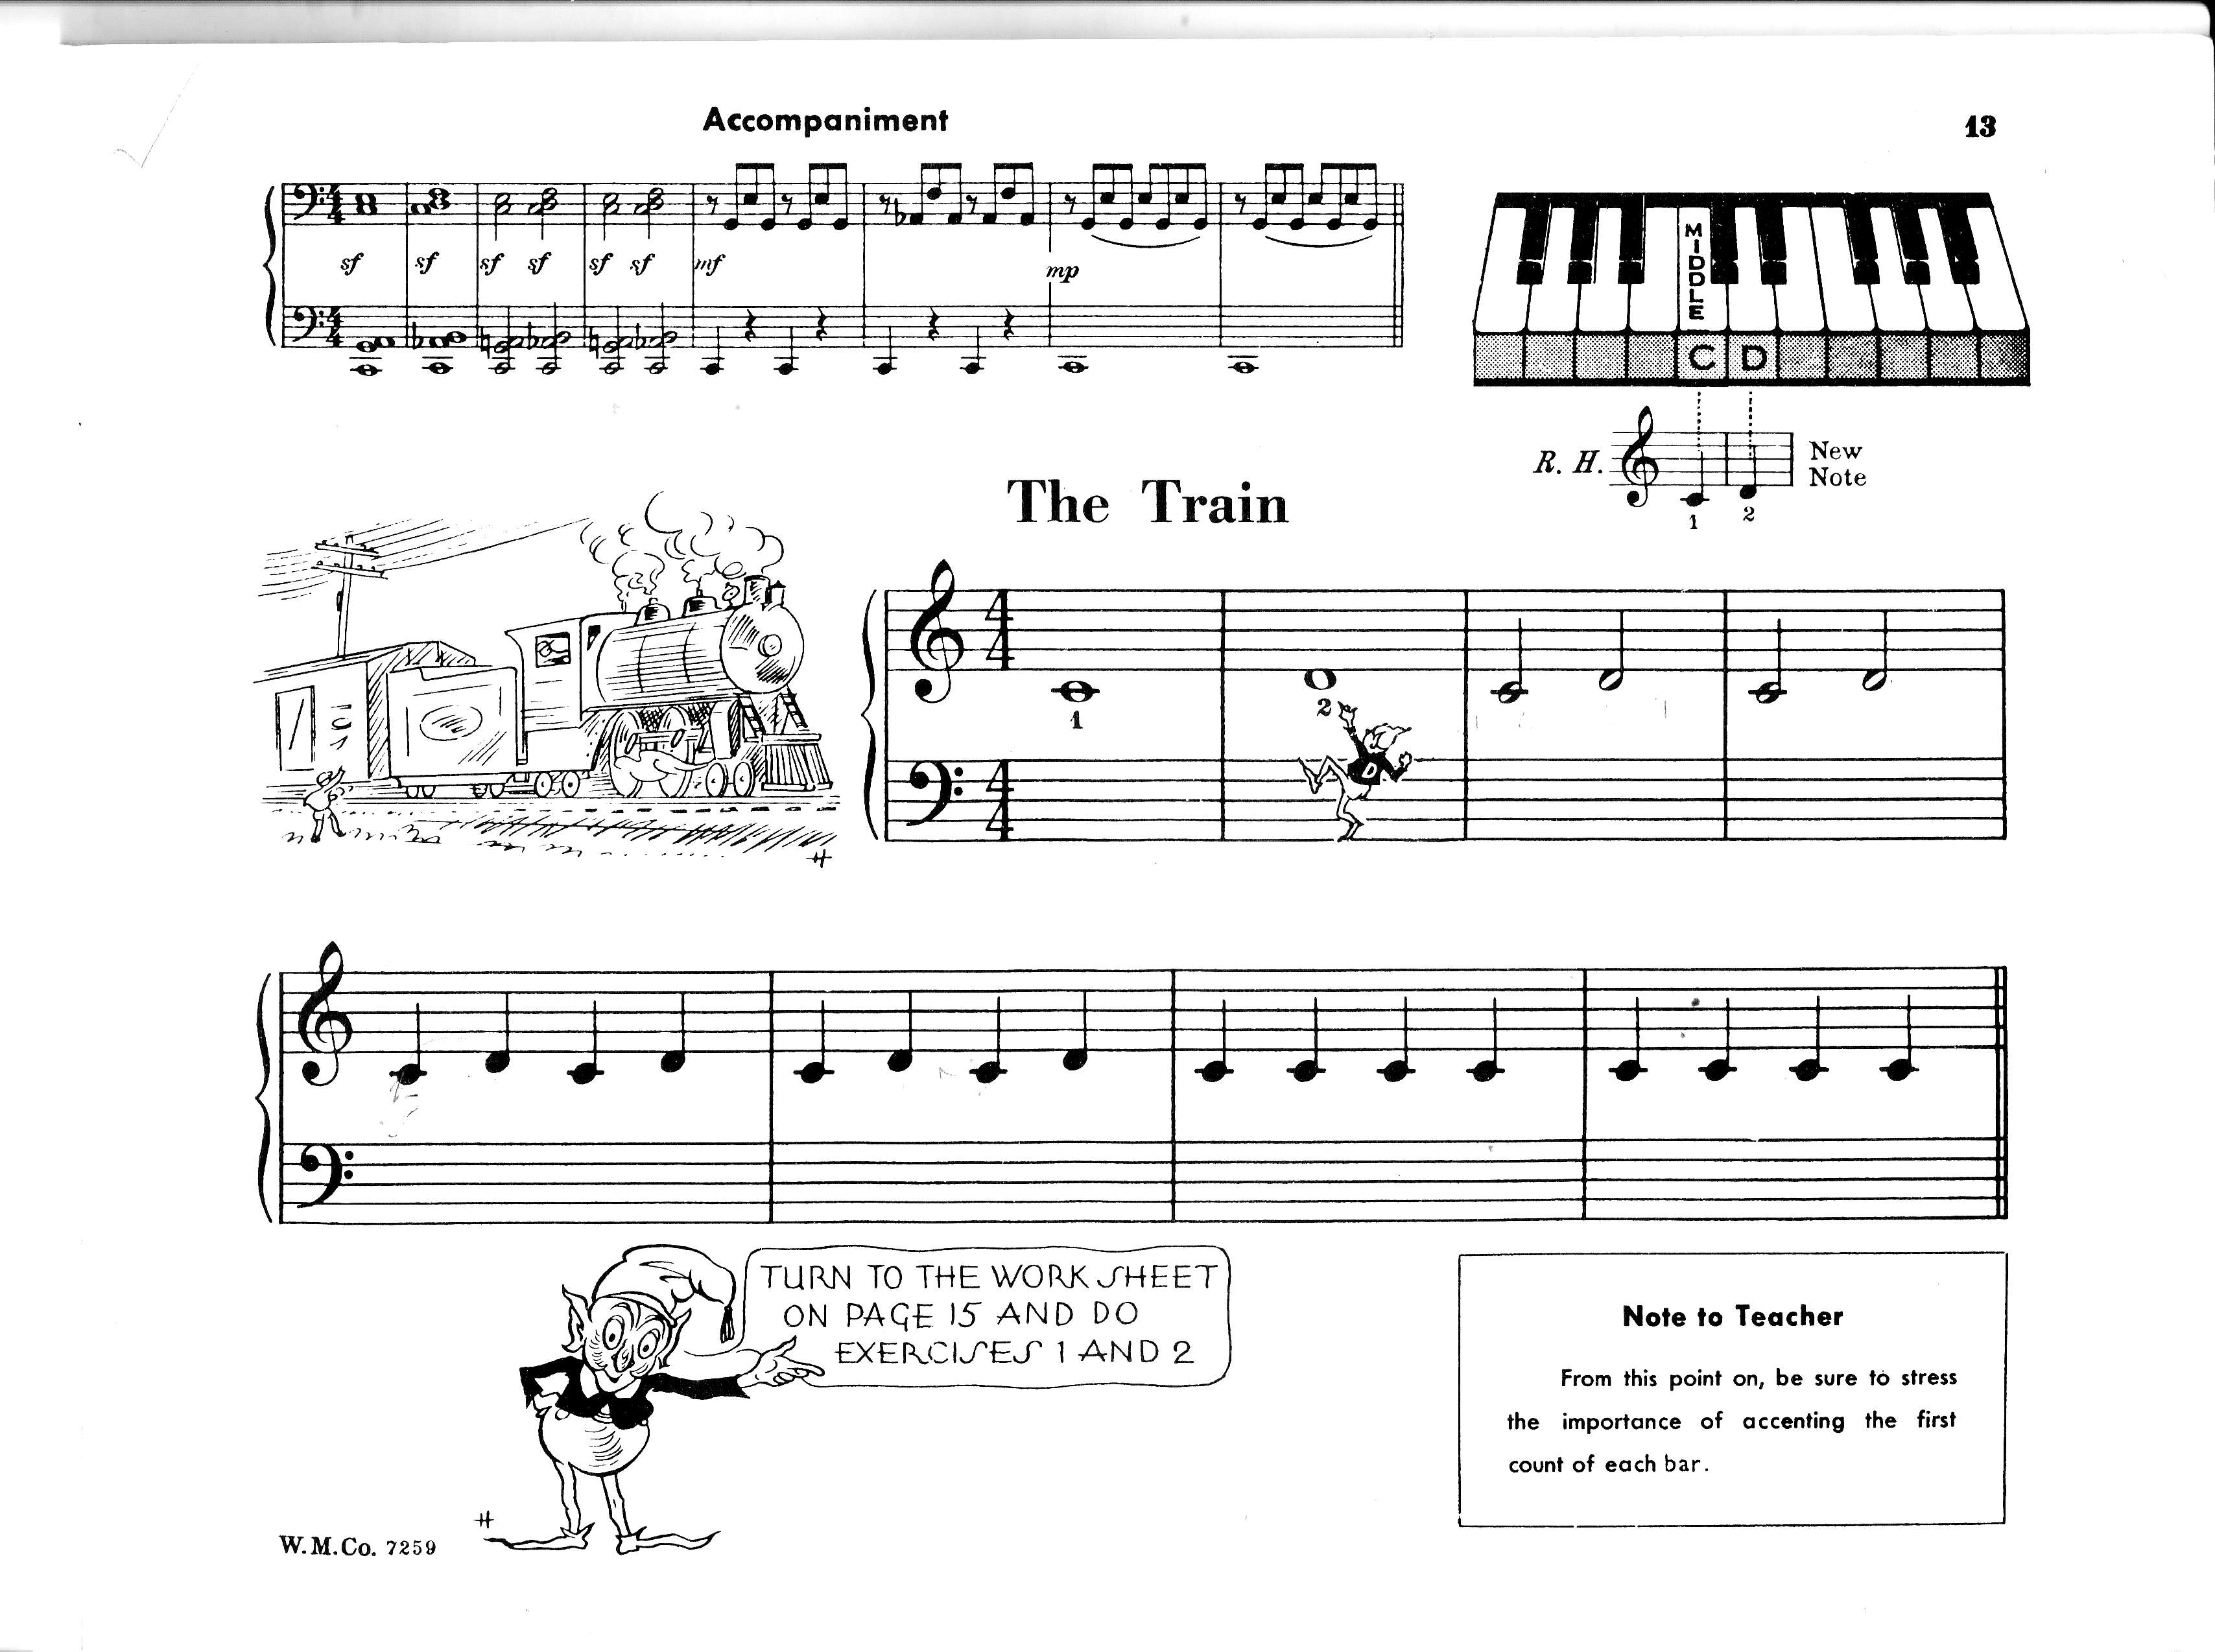 Accompaniment
13
sf sf sf sf sf sf mf mp
MIDDLE
C D
R. H.
New
Note
1 2
The Train
1
2
D
TURN TO THE WORK SHEET
ON PAGE 15 AND DO
EXERCISES 1 AND 2
Note to Teacher
From this point on, be sure to stress
the importance of accenting the first
count of each bar.
H
W.M.Co. 7259